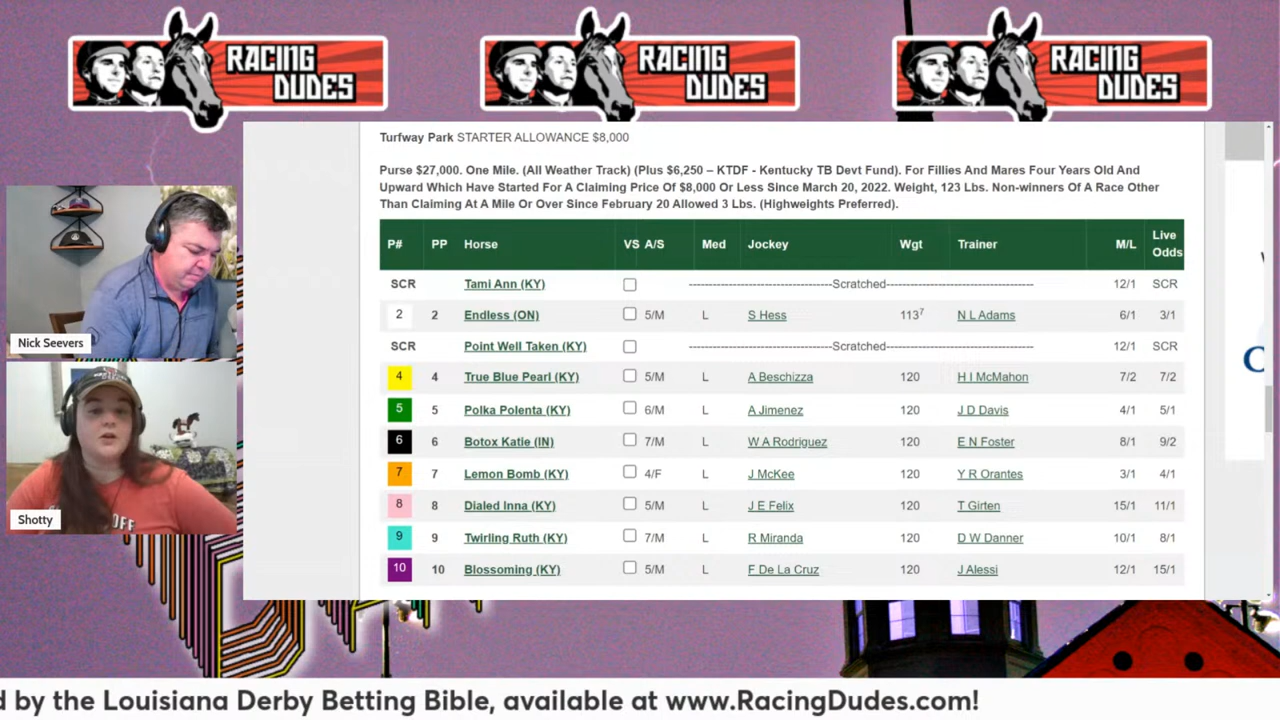 RACING
DUDES
RACING
DUDES
RACING
DUDES
Turfway Park STARTER ALLOWANCE $8,000
Purse $27,000. One Mile. (All Weather Track) (Plus $6,250 – KTDF - Kentucky TB Devt Fund). For Fillies And Mares Four Years Old And
Upward Which Have Started For A Claiming Price Of $8,000 Or Less Since March 20, 2022. Weight, 123 Lbs. Non-winners Of A Race Other
Than Claiming At A Mile Or Over Since February 20 Allowed 3 Lbs. (Highweights Preferred).
P# PP Horse VS A/S Med Jockey Wgt Trainer M/L Live Odds
SCR Tami Ann (KY) Scratched 12/1 SCR
2 2 Endless (ON) 5/M L S Hess 1137 N L Adams 6/1 3/1
SCR Point Well Taken (KY) Scratched 12/1 SCR
4 4 True Blue Pearl (KY) 5/M L A Beschizza 120 H I McMahon 7/2 7/2
5 5 Polka Polenta (KY) 6/M L A Jimenez 120 J D Davis 4/1 5/1
6 6 Botox Katie (IN) 7/M L W A Rodriguez 120 E N Foster 8/1 9/2
7 7 Lemon Bomb (KY) 4/F L J McKee 120 Y R Orantes 3/1 4/1
8 8 Dialed Inna (KY) 5/M L J E Felix 120 T Girten 15/1 11/1
9 9 Twirling Ruth (KY) 7/M L R Miranda 120 D W Danner 10/1 8/1
10 10 Blossoming (KY) 5/M L F De La Cruz 120 J Alessi 12/1 15/1
Nick Seevers
Shotty
d by the Louisiana Derby Betting Bible, available at www.RacingDudes.com!